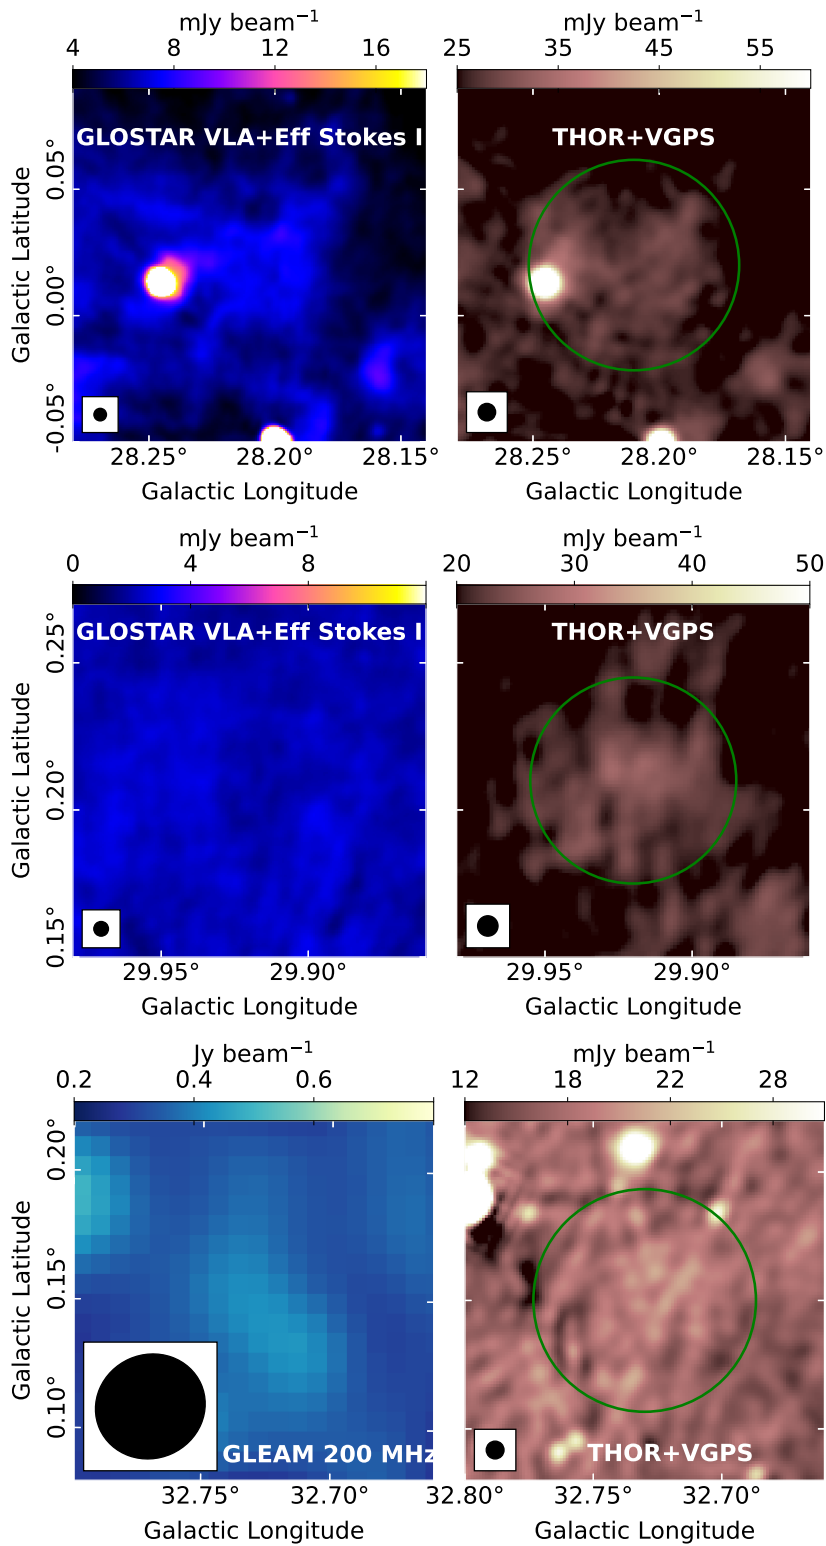 mJy beam⁻¹
4 8 12 16
GLOSTAR VLA+Eff Stokes I
Galactic Latitude
0.05°
0.00°
-0.05°
28.25° 28.20° 28.15°
Galactic Longitude
mJy beam⁻¹
25 35 45 55
THOR+VGPS
28.25° 28.20° 28.15°
Galactic Longitude
mJy beam⁻¹
0 4 8
GLOSTAR VLA+Eff Stokes I
Galactic Latitude
0.25°
0.20°
0.15°
29.95° 29.90°
Galactic Longitude
mJy beam⁻¹
20 30 40 50
THOR+VGPS
29.95° 29.90°
Galactic Longitude
Jy beam⁻¹
0.2 0.4 0.6
Galactic Latitude
0.20°
0.15°
0.10°
GLEAM 200 MHz
32.75° 32.70°
Galactic Longitude
mJy beam⁻¹
12 18 22 28
THOR+VGPS
32.80° 32.75° 32.70°
Galactic Longitude